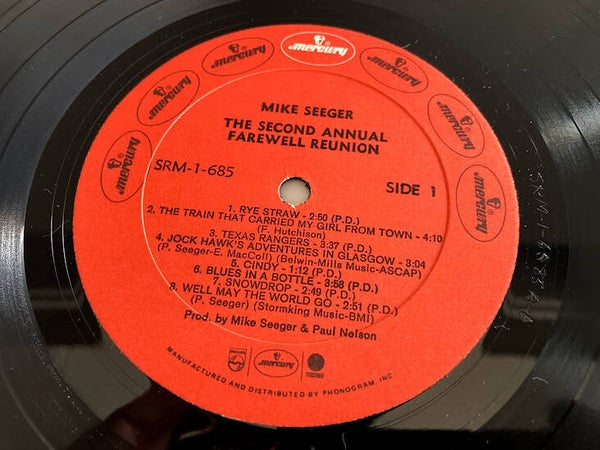 mercury
mercury
mercury
mercury
mercury
mercury
mercury
MIKE SEEGER
THE SECOND ANNUAL
FAREWELL REUNION
SRM-1-685
SIDE 1
1. RYE STRAW - 2:50 (P.D.)
2. THE TRAIN THAT CARRIED MY GIRL FROM TOWN - 4:10
(F. Hutchison)
3. TEXAS RANGERS - 3:37 (P.D.)
4. JOCK HAWK'S ADVENTURES IN GLASGOW - 3:04
(P. Seeger-E. MacColl) (Belwin-Mills Music-ASCAP)
5. CINDY - 1:12 (P.D.)
6. BLUES IN A BOTTLE - 3:58 (P.D.)
7. SNOWDROP - 2:49 (P.D.)
8. WELL MAY THE WORLD GO - 2:51 (P.D.)
(P. Seeger) (Stormking Music-BMI)
Prod. by Mike Seeger & Paul Nelson
PHILIPS
mercury
MANUFACTURED AND DISTRIBUTED BY PHONOGRAM, INC.